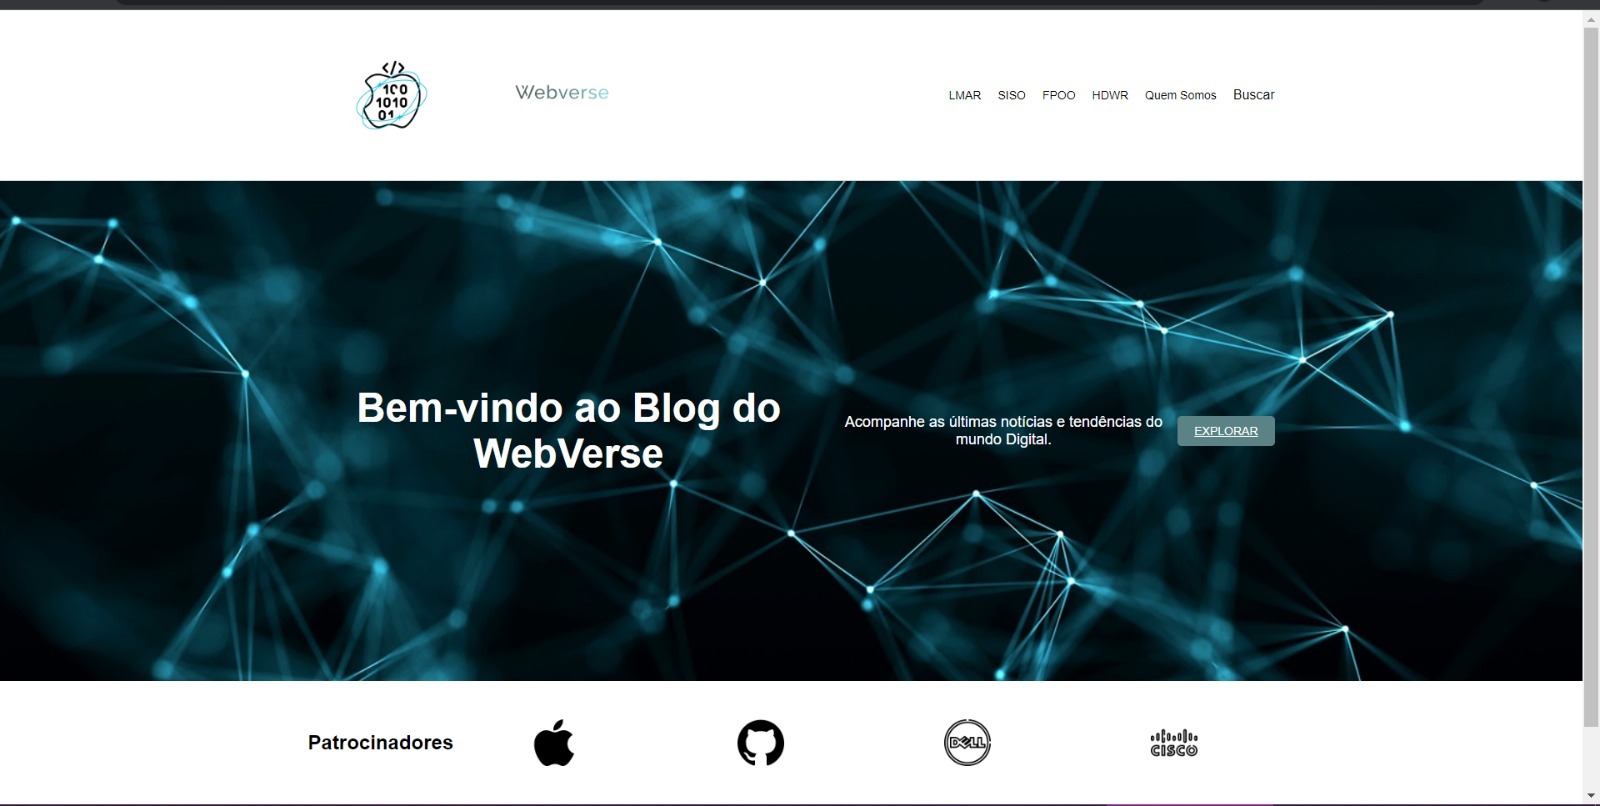 </>
100
1010
01
Webverse
LMAR SISO FPOO HDWR Quem Somos Buscar
Bem-vindo ao Blog do
WebVerse
Acompanhe as últimas notícias e tendências do
mundo Digital.
EXPLORAR
Patrocinadores
DELL
CISCO